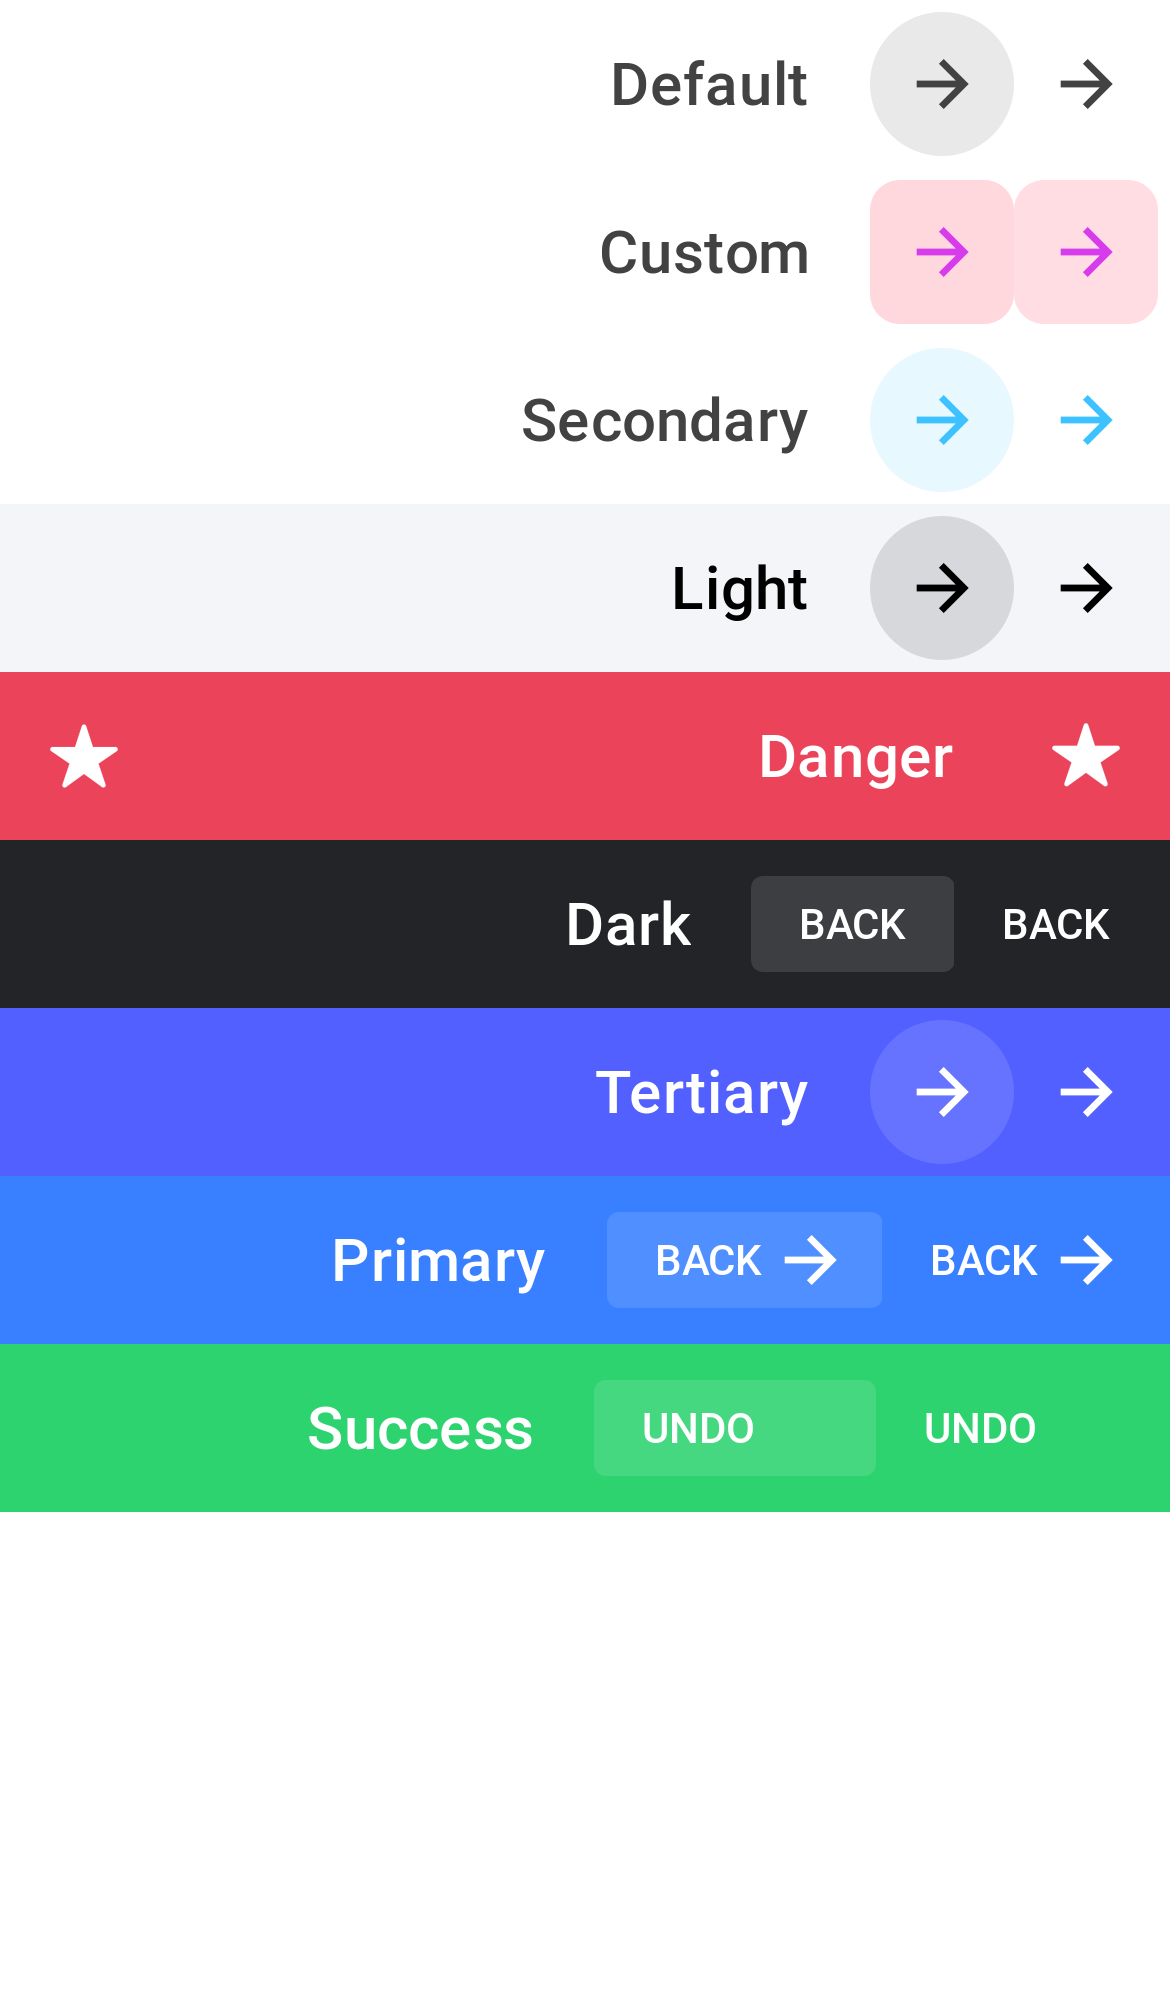 Default
Custom
Secondary
Light
Danger
Dark BACK BACK
Tertiary
Primary BACK BACK
Success UNDO UNDO